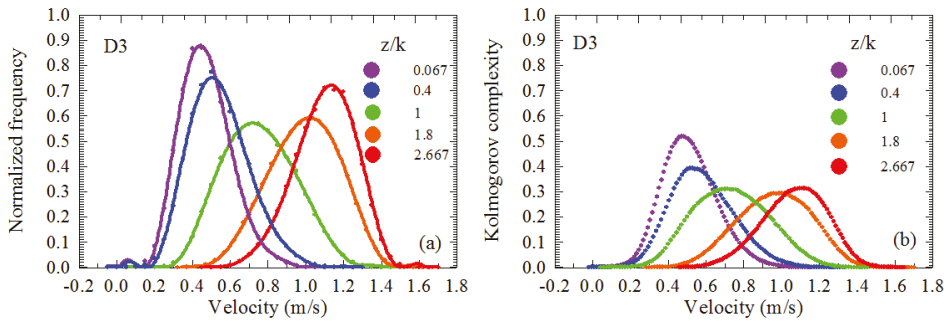 1.0
0.9
0.8
0.7
0.6
0.5
0.4
0.3
0.2
0.1
0.0
Normalized frequency
D3
z/k
0.067
0.4
1
1.8
2.667
(a)
-0.2 0.0 0.2 0.4 0.6 0.8 1.0 1.2 1.4 1.6 1.8
Velocity (m/s)
1.0
0.9
0.8
0.7
0.6
0.5
0.4
0.3
0.2
0.1
0.0
Kolmogorov complexity
D3
z/k
0.067
0.4
1
1.8
2.667
(b)
-0.2 0.0 0.2 0.4 0.6 0.8 1.0 1.2 1.4 1.6 1.8
Velocity (m/s)